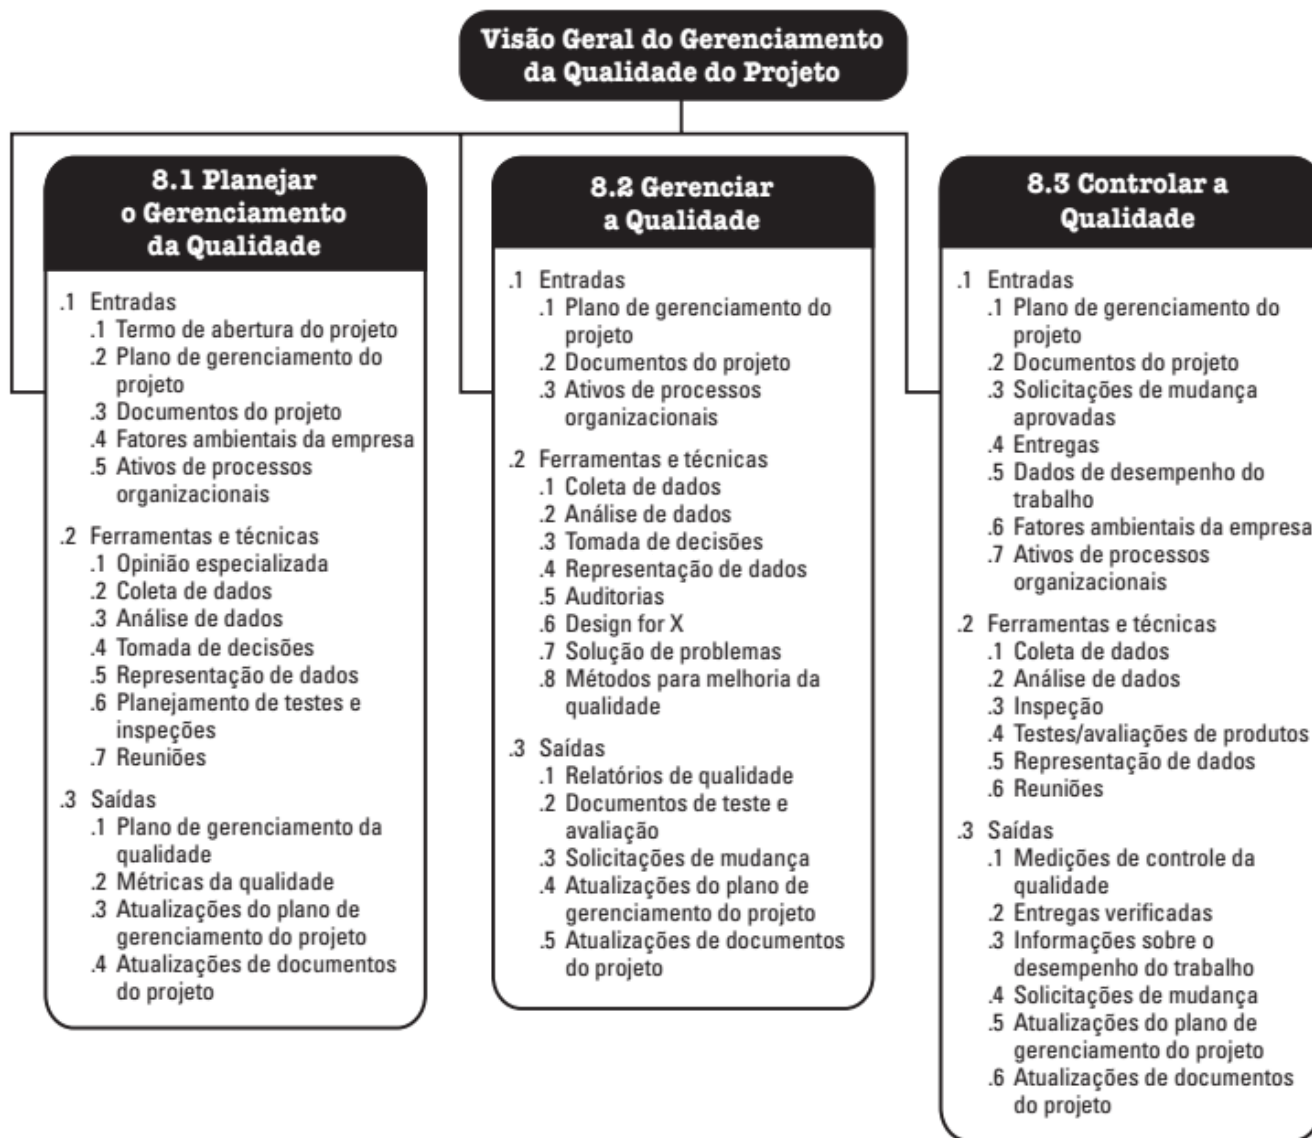 Visão Geral do Gerenciamento
da Qualidade do Projeto
8.1 Planejar
o Gerenciamento
da Qualidade
.1 Entradas
.1 Termo de abertura do projeto
.2 Plano de gerenciamento do
projeto
.3 Documentos do projeto
.4 Fatores ambientais da empresa
.5 Ativos de processos
organizacionais
.2 Ferramentas e técnicas
.1 Opinião especializada
.2 Coleta de dados
.3 Análise de dados
.4 Tomada de decisões
.5 Representação de dados
.6 Planejamento de testes e
inspeções
.7 Reuniões
.3 Saídas
.1 Plano de gerenciamento da
qualidade
.2 Métricas da qualidade
.3 Atualizações do plano de
gerenciamento do projeto
.4 Atualizações de documentos
do projeto
8.2 Gerenciar
a Qualidade
.1 Entradas
.1 Plano de gerenciamento do
projeto
.2 Documentos do projeto
.3 Ativos de processos
organizacionais
.2 Ferramentas e técnicas
.1 Coleta de dados
.2 Análise de dados
.3 Tomada de decisões
.4 Representação de dados
.5 Auditorias
.6 Design for X
.7 Solução de problemas
.8 Métodos para melhoria da
qualidade
.3 Saídas
.1 Relatórios de qualidade
.2 Documentos de teste e
avaliação
.3 Solicitações de mudança
.4 Atualizações do plano de
gerenciamento do projeto
.5 Atualizações de documentos
do projeto
8.3 Controlar a
Qualidade
.1 Entradas
.1 Plano de gerenciamento do
projeto
.2 Documentos do projeto
.3 Solicitações de mudança
aprovadas
.4 Entregas
.5 Dados de desempenho do
trabalho
.6 Fatores ambientais da empresa
.7 Ativos de processos
organizacionais
.2 Ferramentas e técnicas
.1 Coleta de dados
.2 Análise de dados
.3 Inspeção
.4 Testes/avaliações de produtos
.5 Representação de dados
.6 Reuniões
.3 Saídas
.1 Medições de controle da
qualidade
.2 Entregas verificadas
.3 Informações sobre o
desempenho do trabalho
.4 Solicitações de mudança
.5 Atualizações do plano de
gerenciamento do projeto
.6 Atualizações de documentos
do projeto